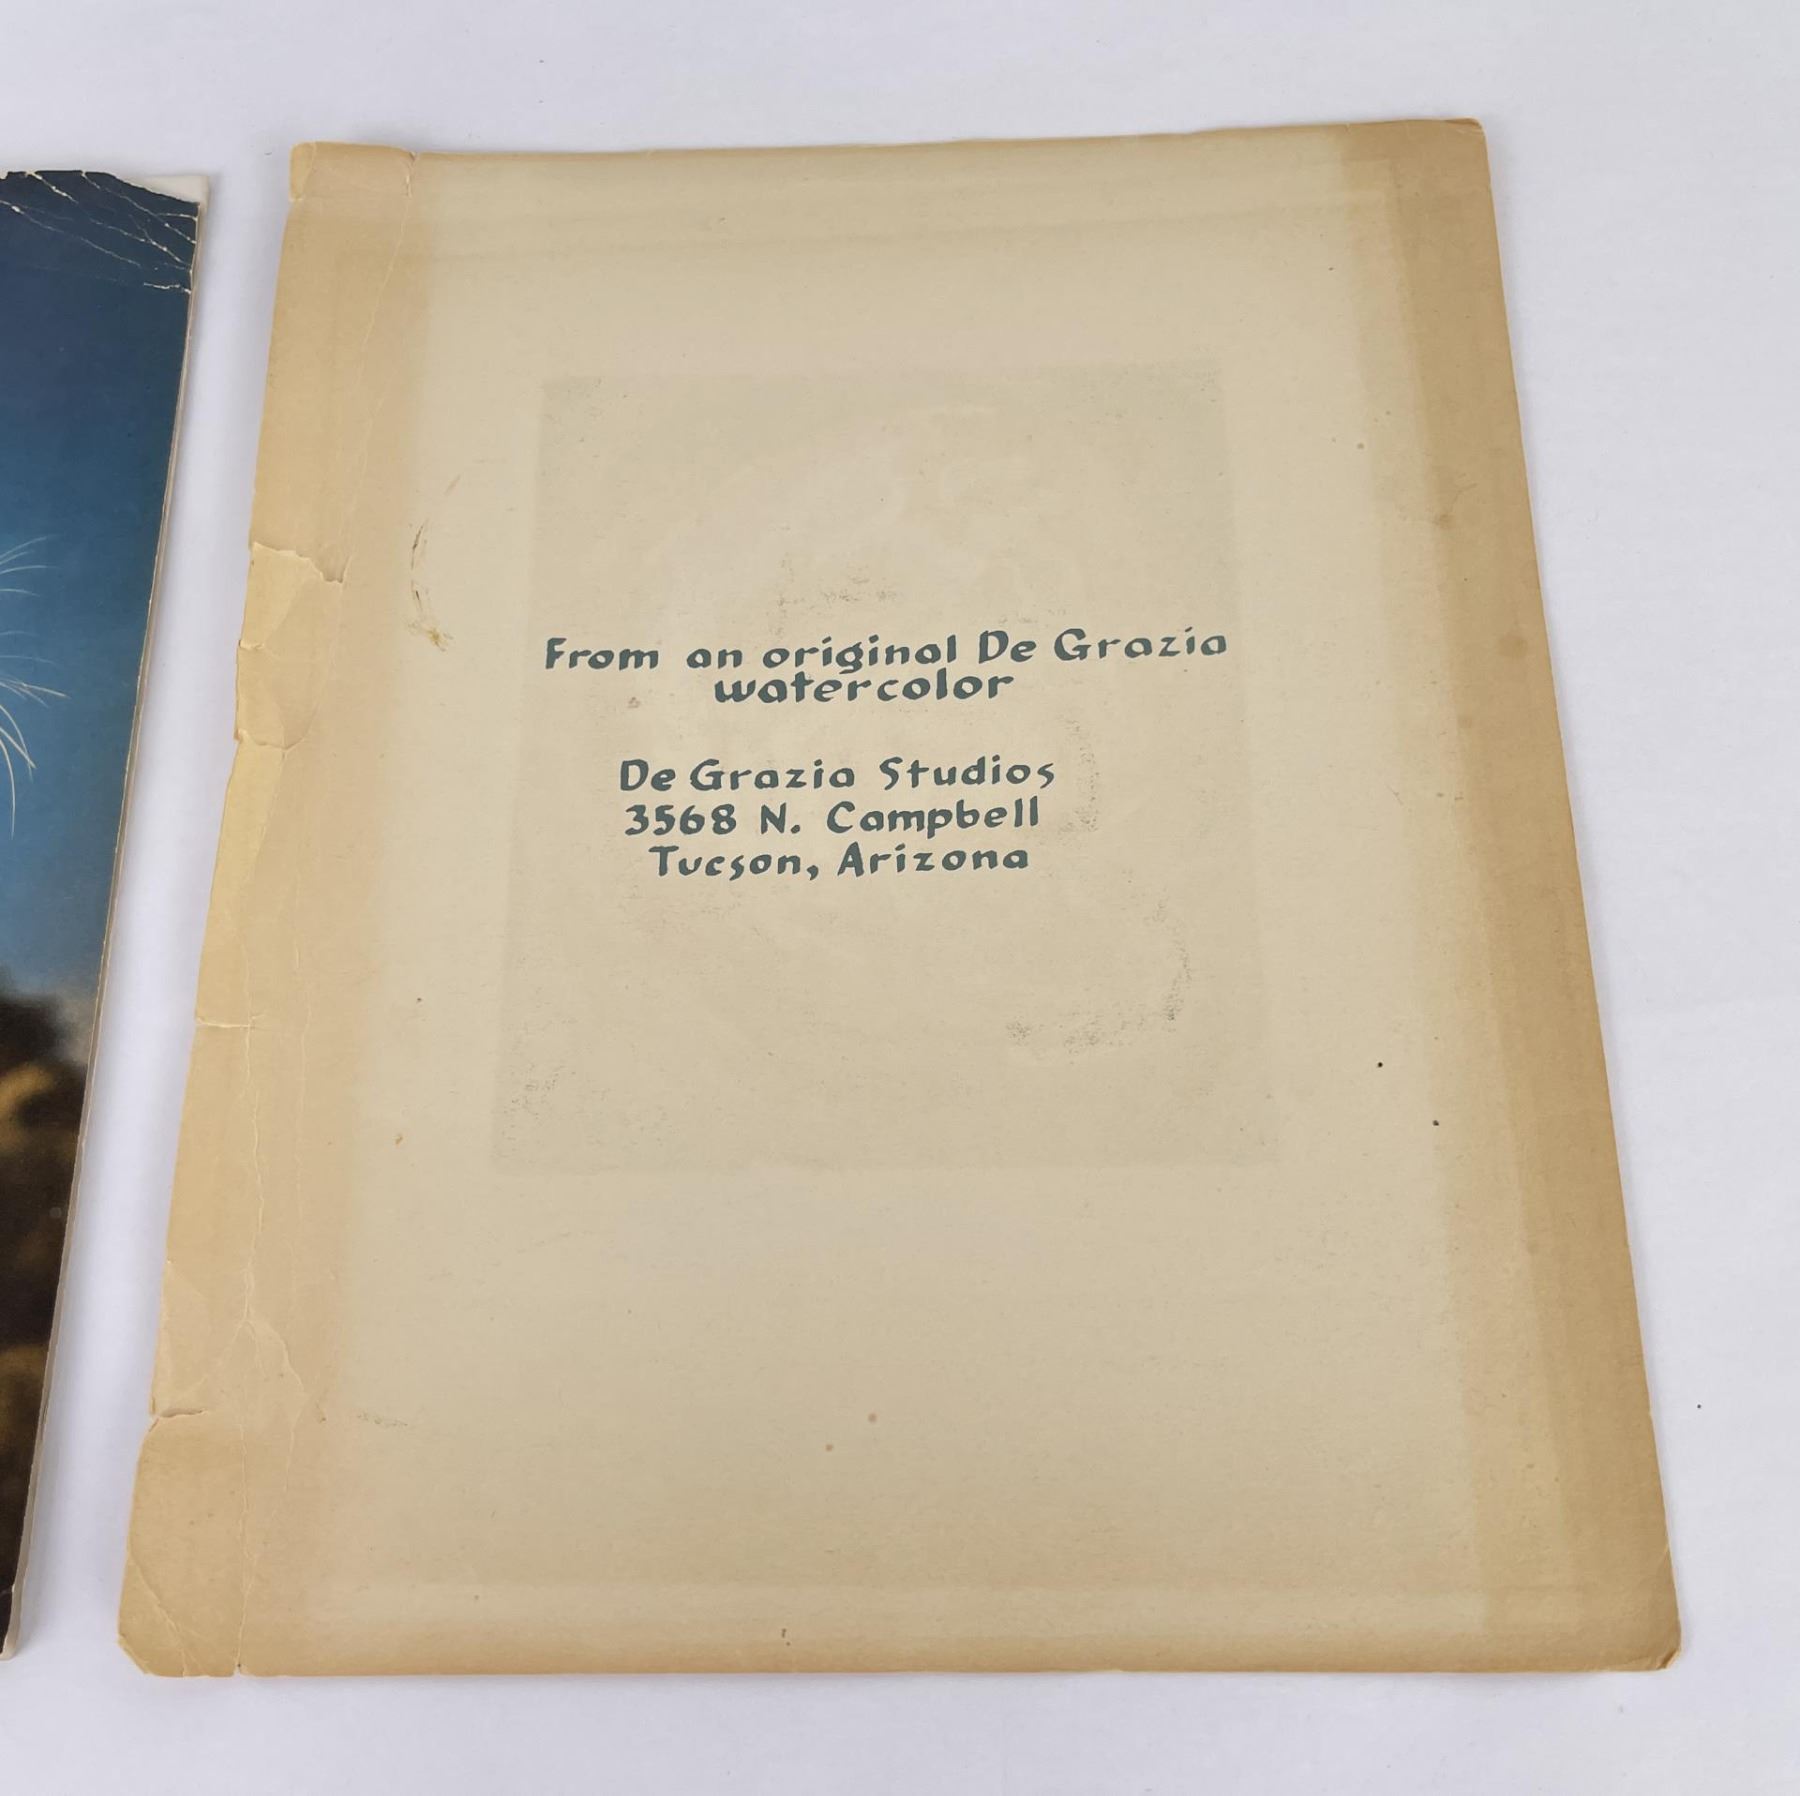 From an original De Grazia
watercolor
De Grazia Studios
3568 N. Campbell
Tucson, Arizona